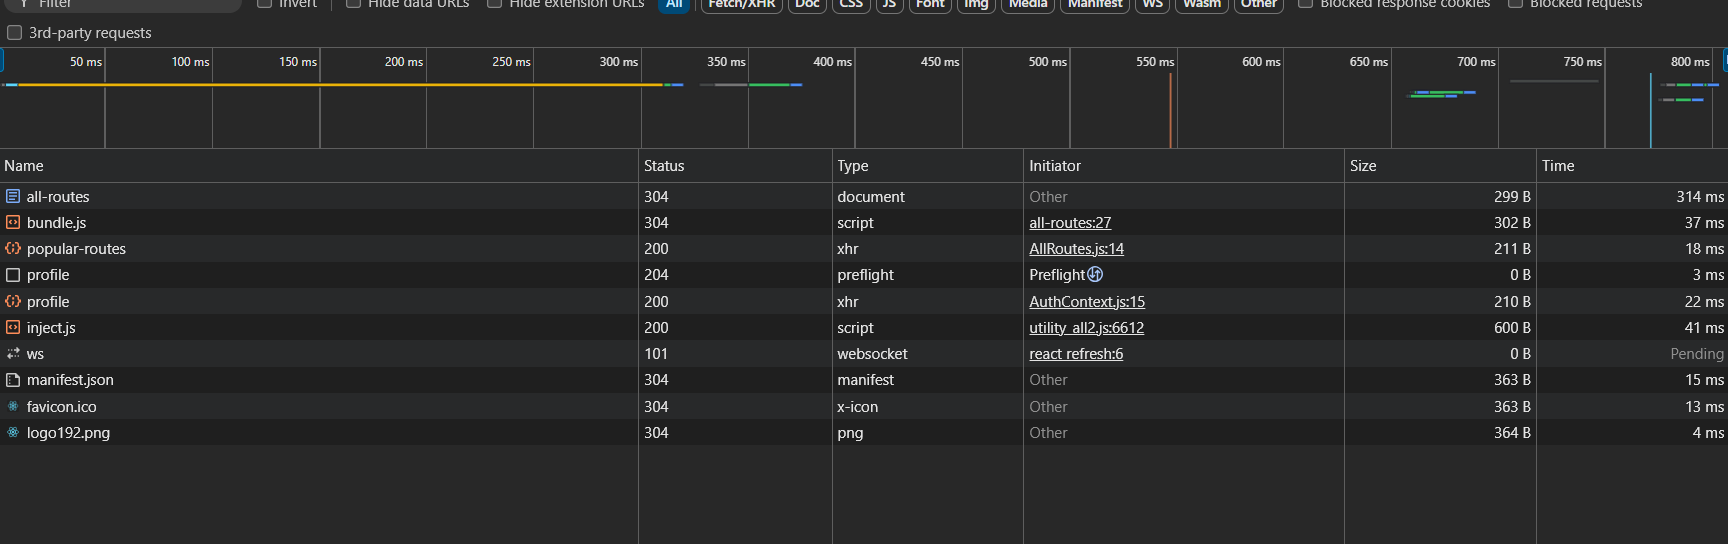 Filter Invert Hide data URLs Hide extension URLs All Fetch/XHR Doc CSS JS Font Img Media Manifest WS Wasm Other Blocked response cookies Blocked requests
3rd-party requests
50 ms 100 ms 150 ms 200 ms 250 ms 300 ms 350 ms 400 ms 450 ms 500 ms 550 ms 600 ms 650 ms 700 ms 750 ms 800 ms
Name Status Type Initiator Size Time
all-routes 304 document Other 299 B 314 ms
bundle.js 304 script all-routes:27 302 B 37 ms
popular-routes 200 xhr AllRoutes.js:14 211 B 18 ms
profile 204 preflight Preflight 0 B 3 ms
profile 200 xhr AuthContext.js:15 210 B 22 ms
inject.js 200 script utility_all2.js:6612 600 B 41 ms
ws 101 websocket react refresh:6 0 B Pending
manifest.json 304 manifest Other 363 B 15 ms
favicon.ico 304 x-icon Other 363 B 13 ms
logo192.png 304 png Other 364 B 4 ms